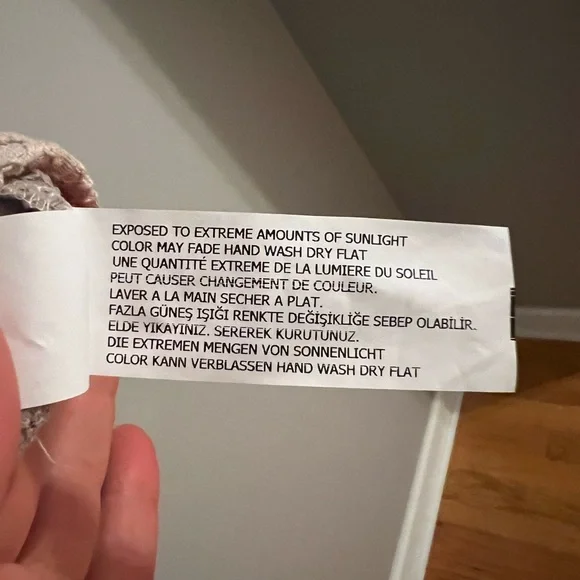 EXPOSED TO EXTREME AMOUNTS OF SUNLIGHT
COLOR MAY FADE HAND WASH DRY FLAT
UNE QUANTITÉ EXTREME DE LA LUMIERE DU SOLEIL
PEUT CAUSER CHANGEMENT DE COULEUR.
LAVER A LA MAIN SECHER A PLAT.
FAZLA GÜNEŞ IŞIĞI RENKTE DEĞİŞİKLİĞE SEBEP OLABİLİR.
ELDE YIKAYINIZ. SEREREK KURUTUNUZ.
DIE EXTREMEN MENGEN VON SONNENLICHT
COLOR KANN VERBLASSEN HAND WASH DRY FLAT